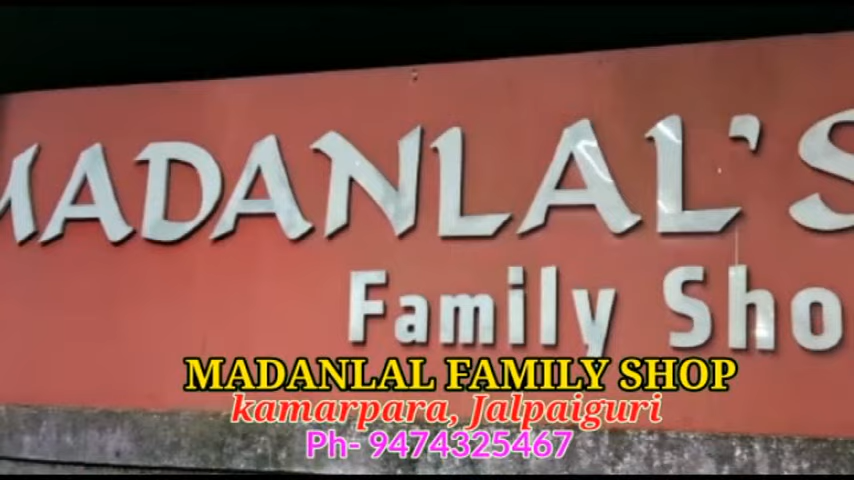 MADANLAL'S
Family Sho
MADANLAL FAMILY SHOP
kamarpara, Jalpaiguri
Ph- 9474325467